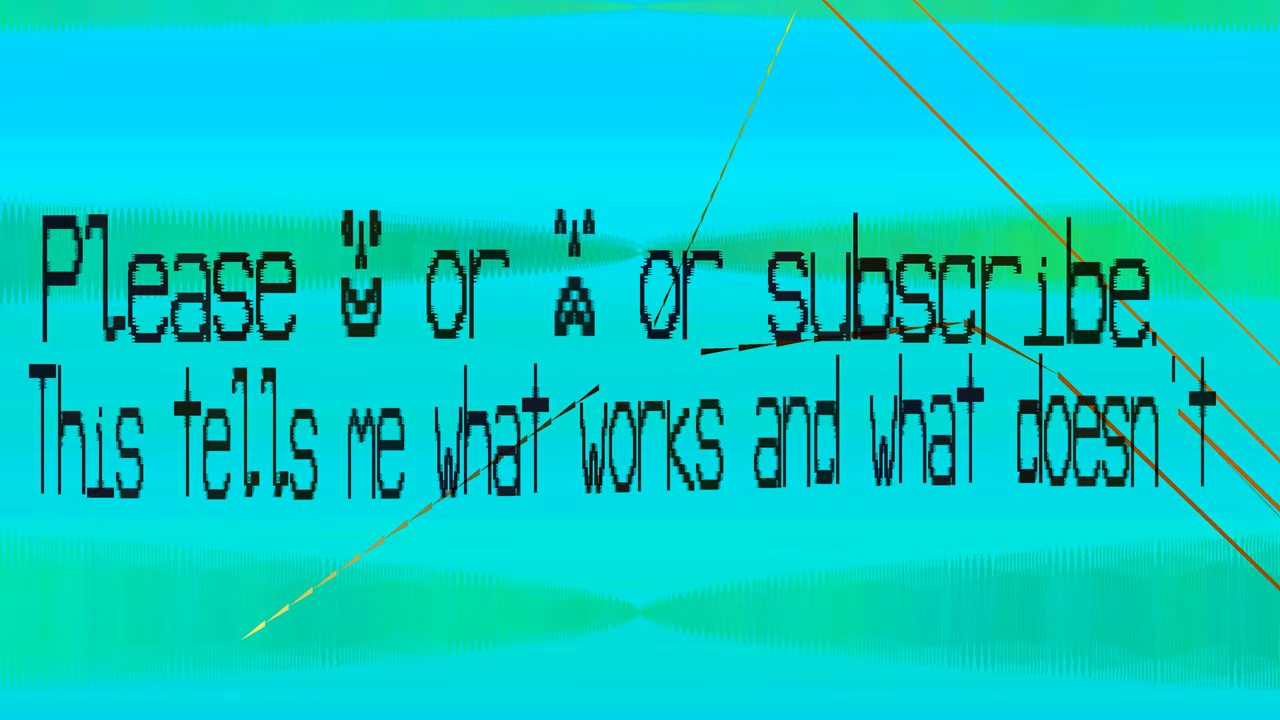 Please or or subscribe,
This tells me what works and what doesn't